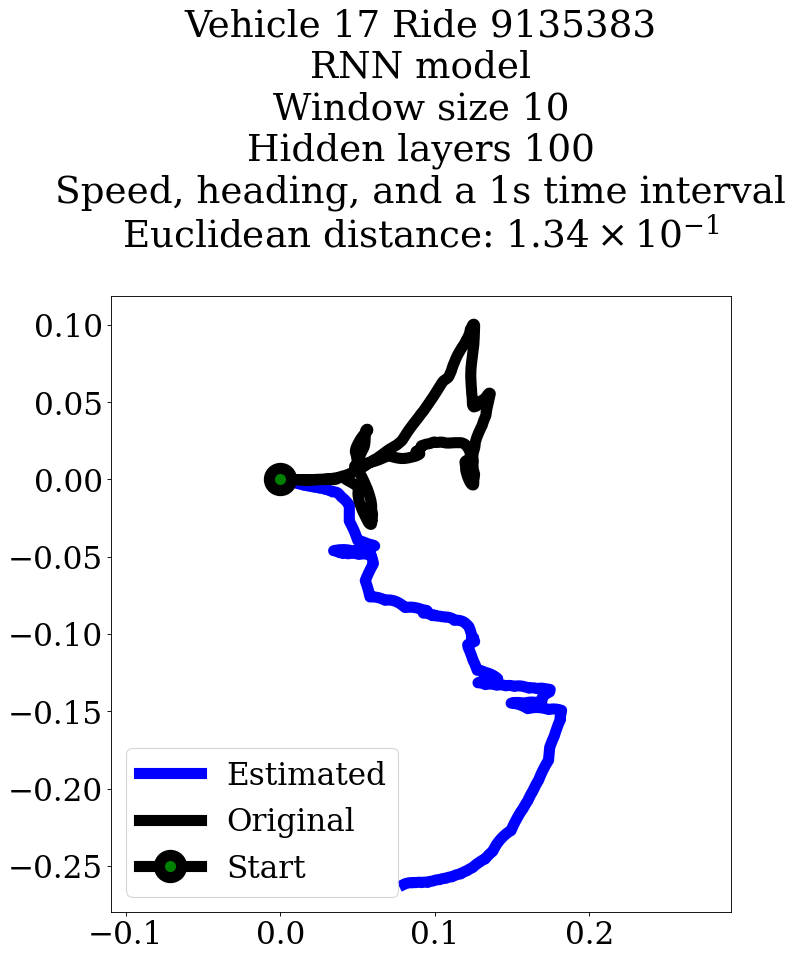 Vehicle 17 Ride 9135383
RNN model
Window size 10
Hidden layers 100
Speed, heading, and a 1s time interval
Euclidean distance: 1.34 × 10⁻¹
0.10
0.05
0.00
−0.05
−0.10
−0.15
−0.20
−0.25
Estimated
Original
Start
−0.1 0.0 0.1 0.2